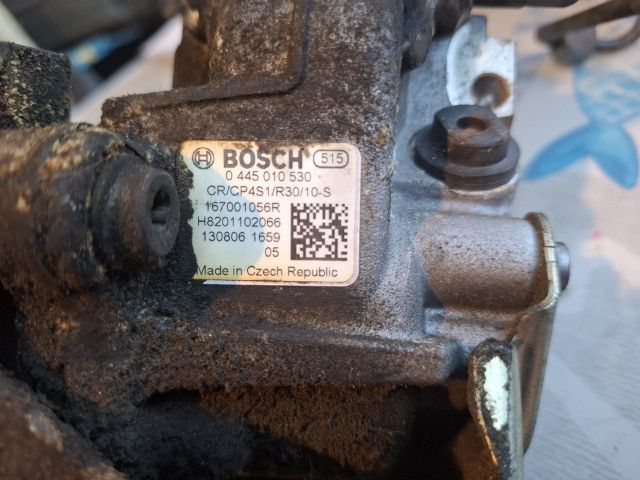 BOSCH 515
0 445 010 530
CR/CP4S1/R30/10-S
167001056R
H8201102066
130806 1659
05
Made in Czech Republic